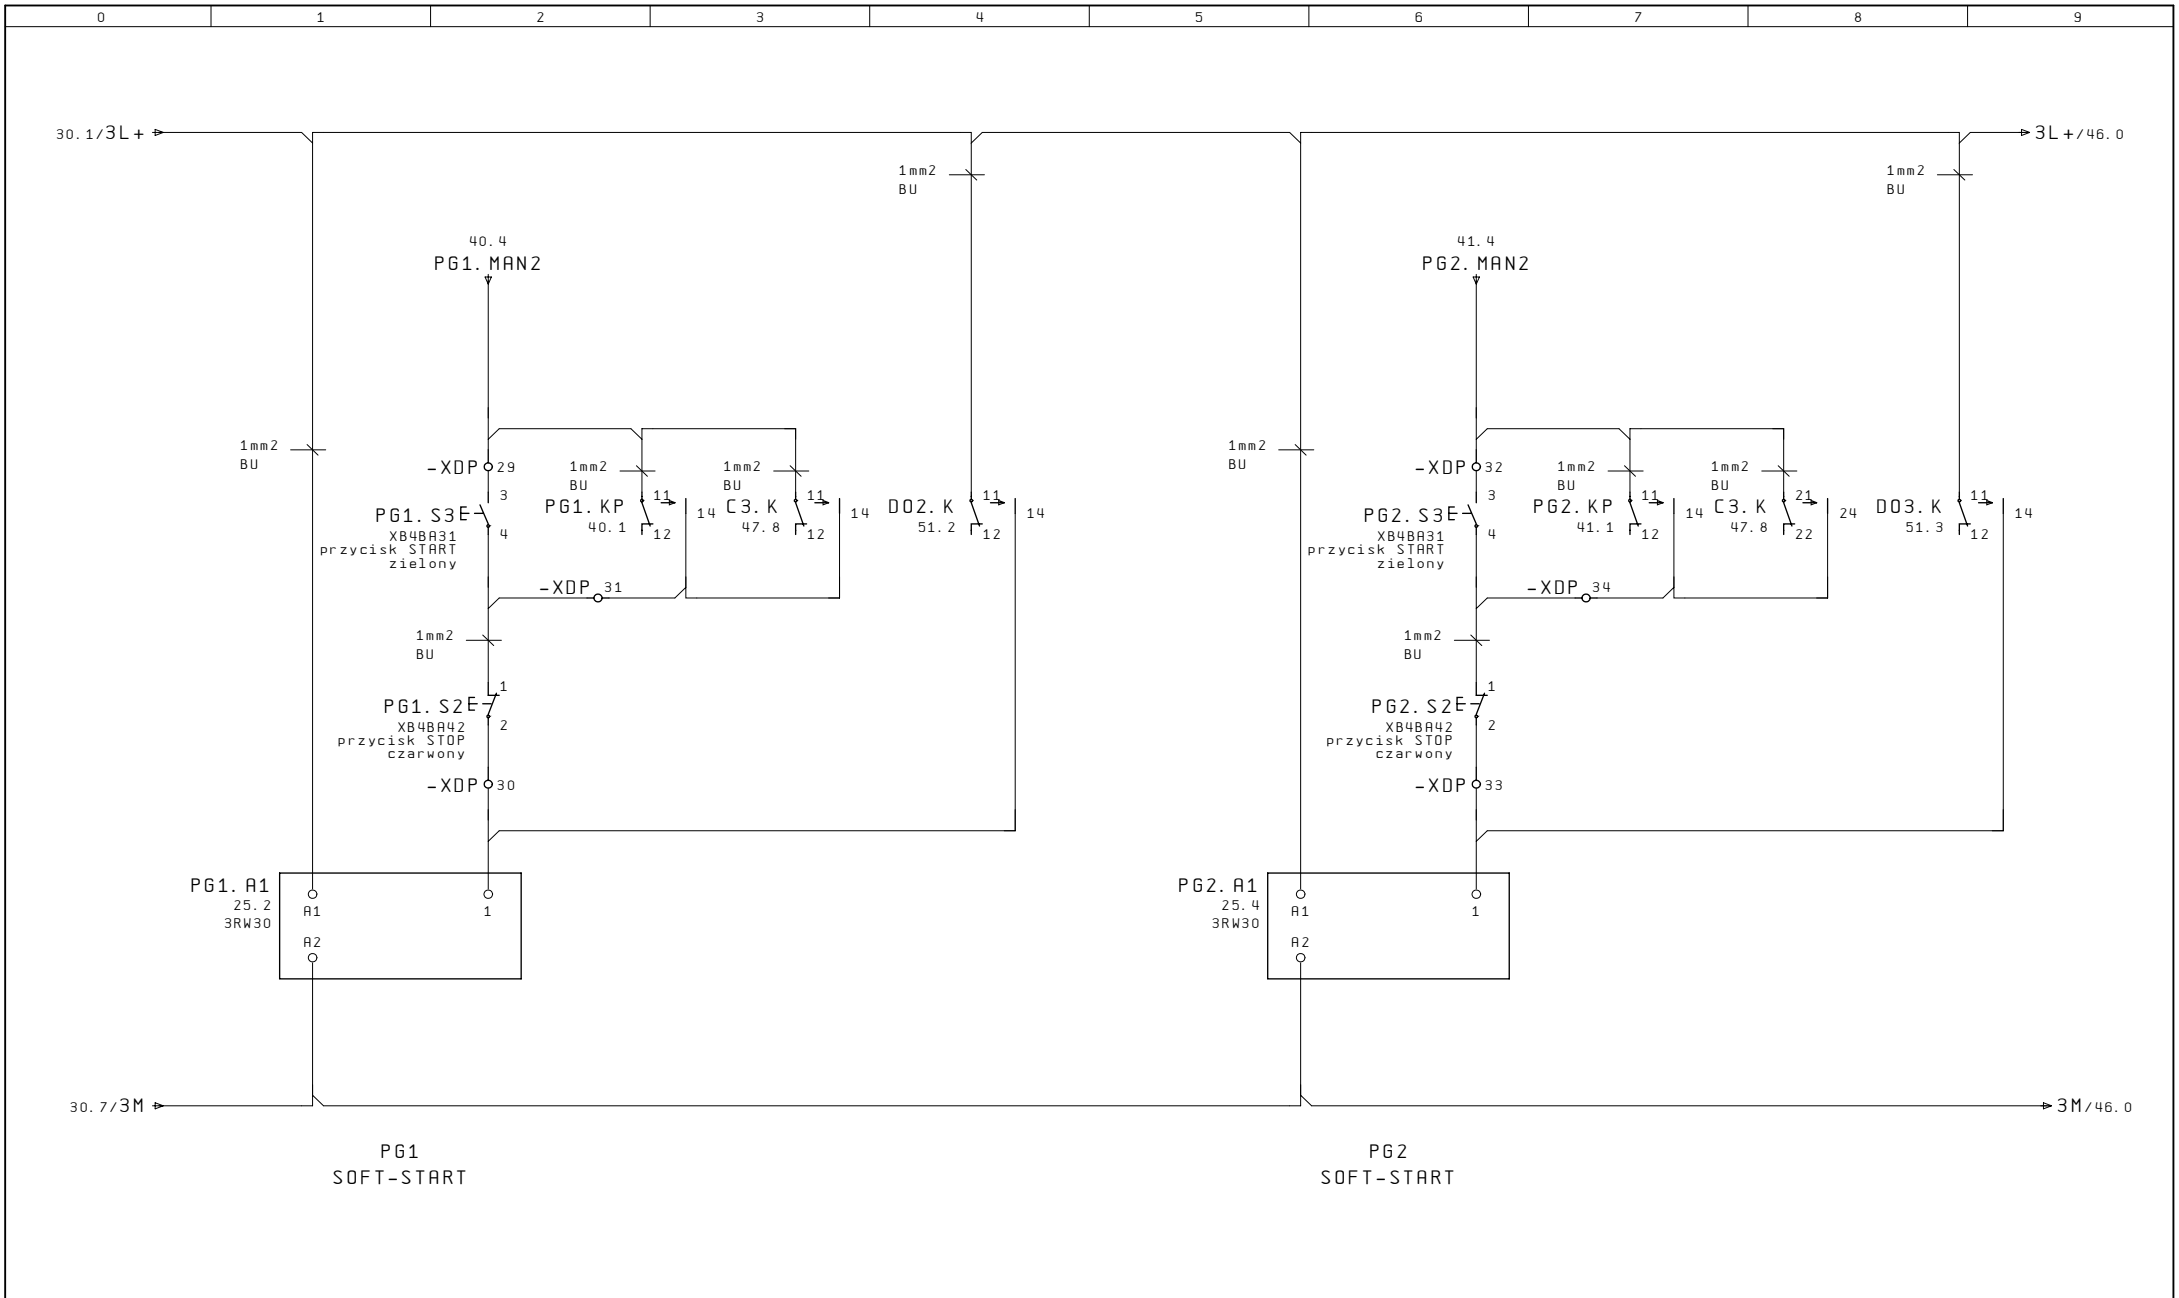 0 1 2 3 4 5 6 7 8 9
30.1/3L+ 3L+/46.0
1mm2 1mm2
BU BU
40.4 41.4
PG1.MAN2 PG2.MAN2
1mm2 1mm2
BU BU
-XDP 29 1mm2 1mm2 -XDP 32 1mm2 1mm2
BU BU BU BU
3 11 11 11 3 11 21 11
PG1.S3 PG1.KP 14 C3.K 14 DO2.K 14 PG2.S3 PG2.KP 14 C3.K 24 DO3.K 14
40.1 47.8 51.2 41.1 47.8 51.3
4 12 12 12 4 12 22 12
XB4BA31 XB4BA31
przycisk START przycisk START
zielony zielony
-XDP 31 -XDP 34
1mm2 1mm2
BU BU
1 1
PG1.S2 PG2.S2
XB4BA42 2 XB4BA42 2
przycisk STOP przycisk STOP
czarwony czarwony
-XDP 30 -XDP 33
PG1.A1 PG2.A1
25.2 A1 1 25.4 A1 1
3RW30 3RW30
A2 A2
30.7/3M 3M/46.0
PG1 PG2
SOFT-START SOFT-START